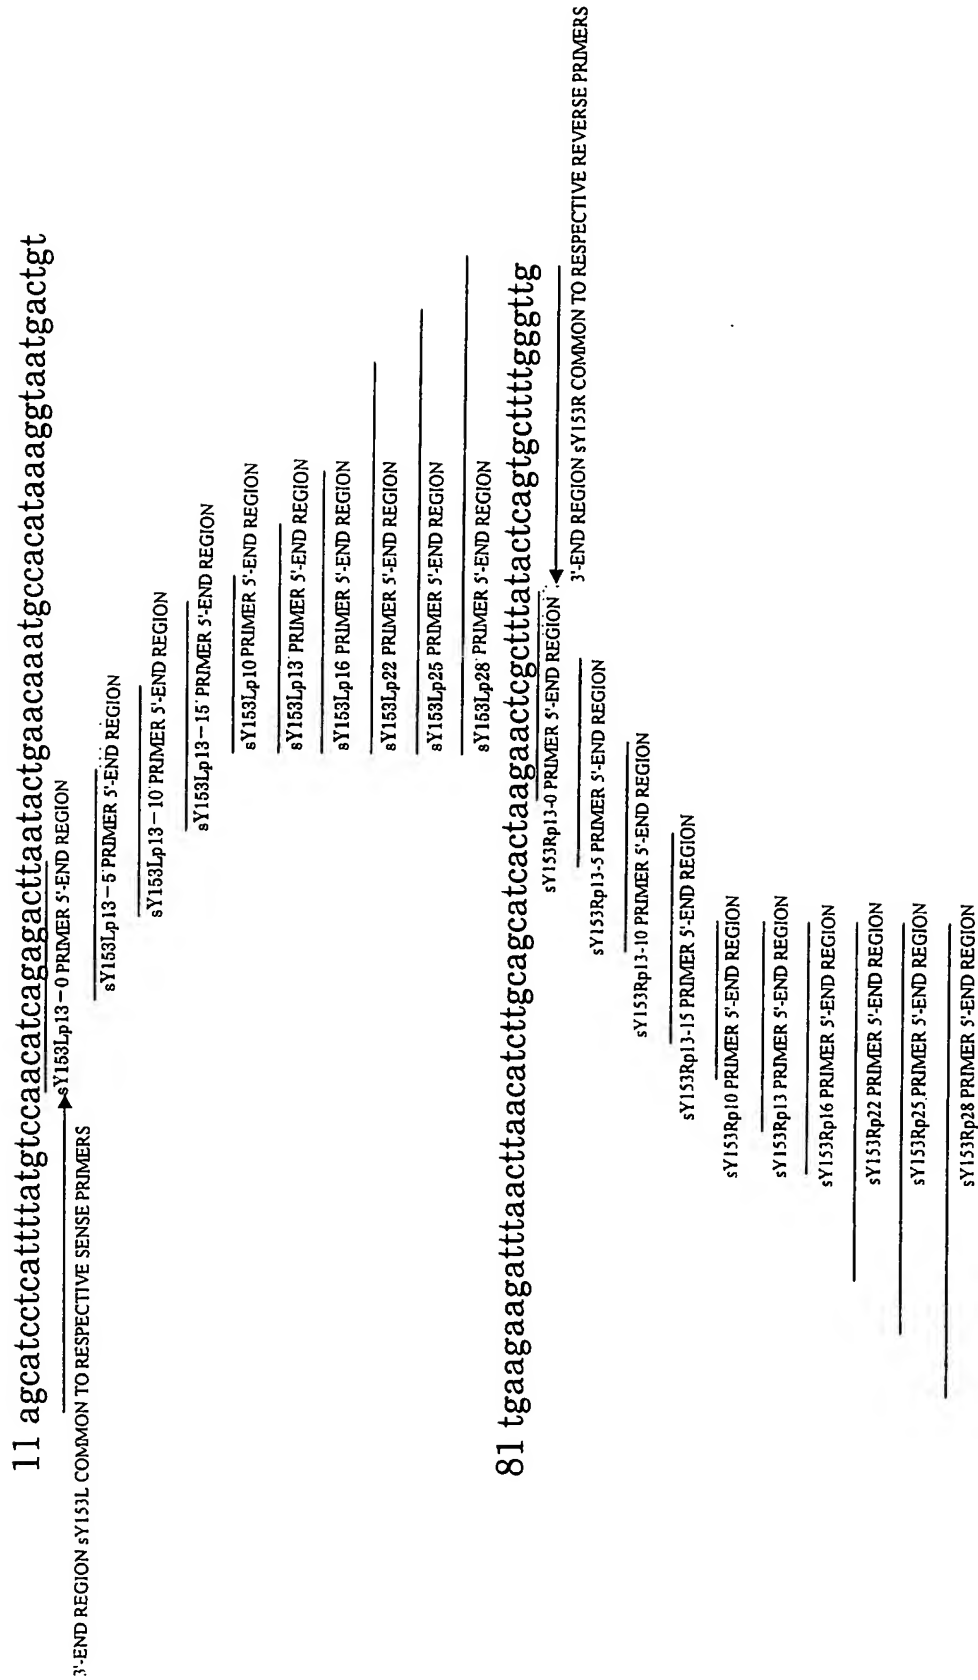 11 agcatcctcatttatgtccaacatcagagacttaatactgaacaaatgccacataaaggtaatgactgt
sY153Lp13-0 PRIMER 5'-END REGION
3'-END REGION sY153L COMMON TO RESPECTIVE SENSE PRIMERS
sY153Lp13-5 PRIMER 5'-END REGION
sY153Lp13-10 PRIMER 5'-END REGION
sY153Lp13-15 PRIMER 5'-END REGION
sY153Lp10 PRIMER 5'-END REGION
sY153Lp13 PRIMER 5'-END REGION
sY153Lp16 PRIMER 5'-END REGION
sY153Lp22 PRIMER 5'-END REGION
sY153Lp25 PRIMER 5'-END REGION
sY153Lp28 PRIMER 5'-END REGION
81 tgaagaagatttaacttaacatcttgcagcatcactaagaactcgctttatactcagtgcttttgggttg
sY153Rp13-0 PRIMER 5'-END REGION
3'-END REGION sY153R COMMON TO RESPECTIVE REVERSE PRIMERS
sY153Rp13-5 PRIMER 5'-END REGION
sY153Rp13-10 PRIMER 5'-END REGION
sY153Rp13-15 PRIMER 5'-END REGION
sY153Rp10 PRIMER 5'-END REGION
sY153Rp13 PRIMER 5'-END REGION
sY153Rp16 PRIMER 5'-END REGION
sY153Rp22 PRIMER 5'-END REGION
sY153Rp25 PRIMER 5'-END REGION
sY153Rp28 PRIMER 5'-END REGION